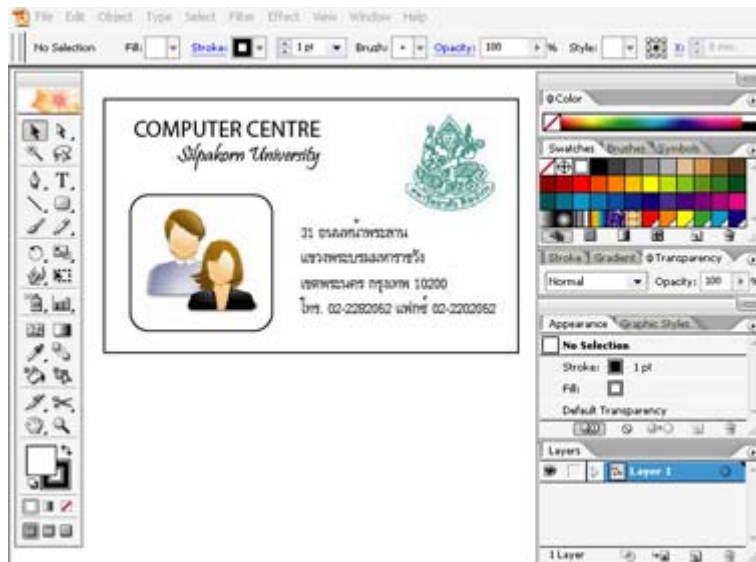 File Edit Object Type Select Filter Effect View Window Help
No Selection Fill: Stroke: 1 pt Brush: Opacity: 100 % Style: X: 0 mm
COMPUTER CENTRE
Silpakorn University
31 ถนนหน้าพระลาน
แขวงพระบรมมหาราชวัง
เขตพระนคร กรุงเทพ 10200
โทร. 02-2282062 แฟกซ์ 02-2202062
Color
Swatches Brushes Symbols
Stroke Gradient Transparency
Normal Opacity: 100 %
Appearance Graphic Styles
No Selection
Stroke: 1 pt
Fill:
Default Transparency
Layers
Layer 1
1 Layer